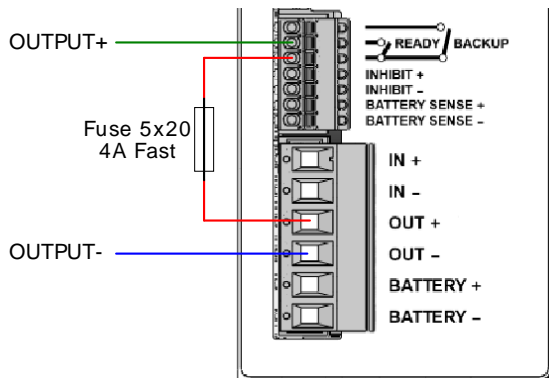 OUTPUT+
READY BACKUP
INHIBIT +
INHIBIT –
BATTERY SENSE +
BATTERY SENSE –
Fuse 5x20
4A Fast
IN +
IN –
OUT +
OUTPUT-
OUT –
BATTERY +
BATTERY –